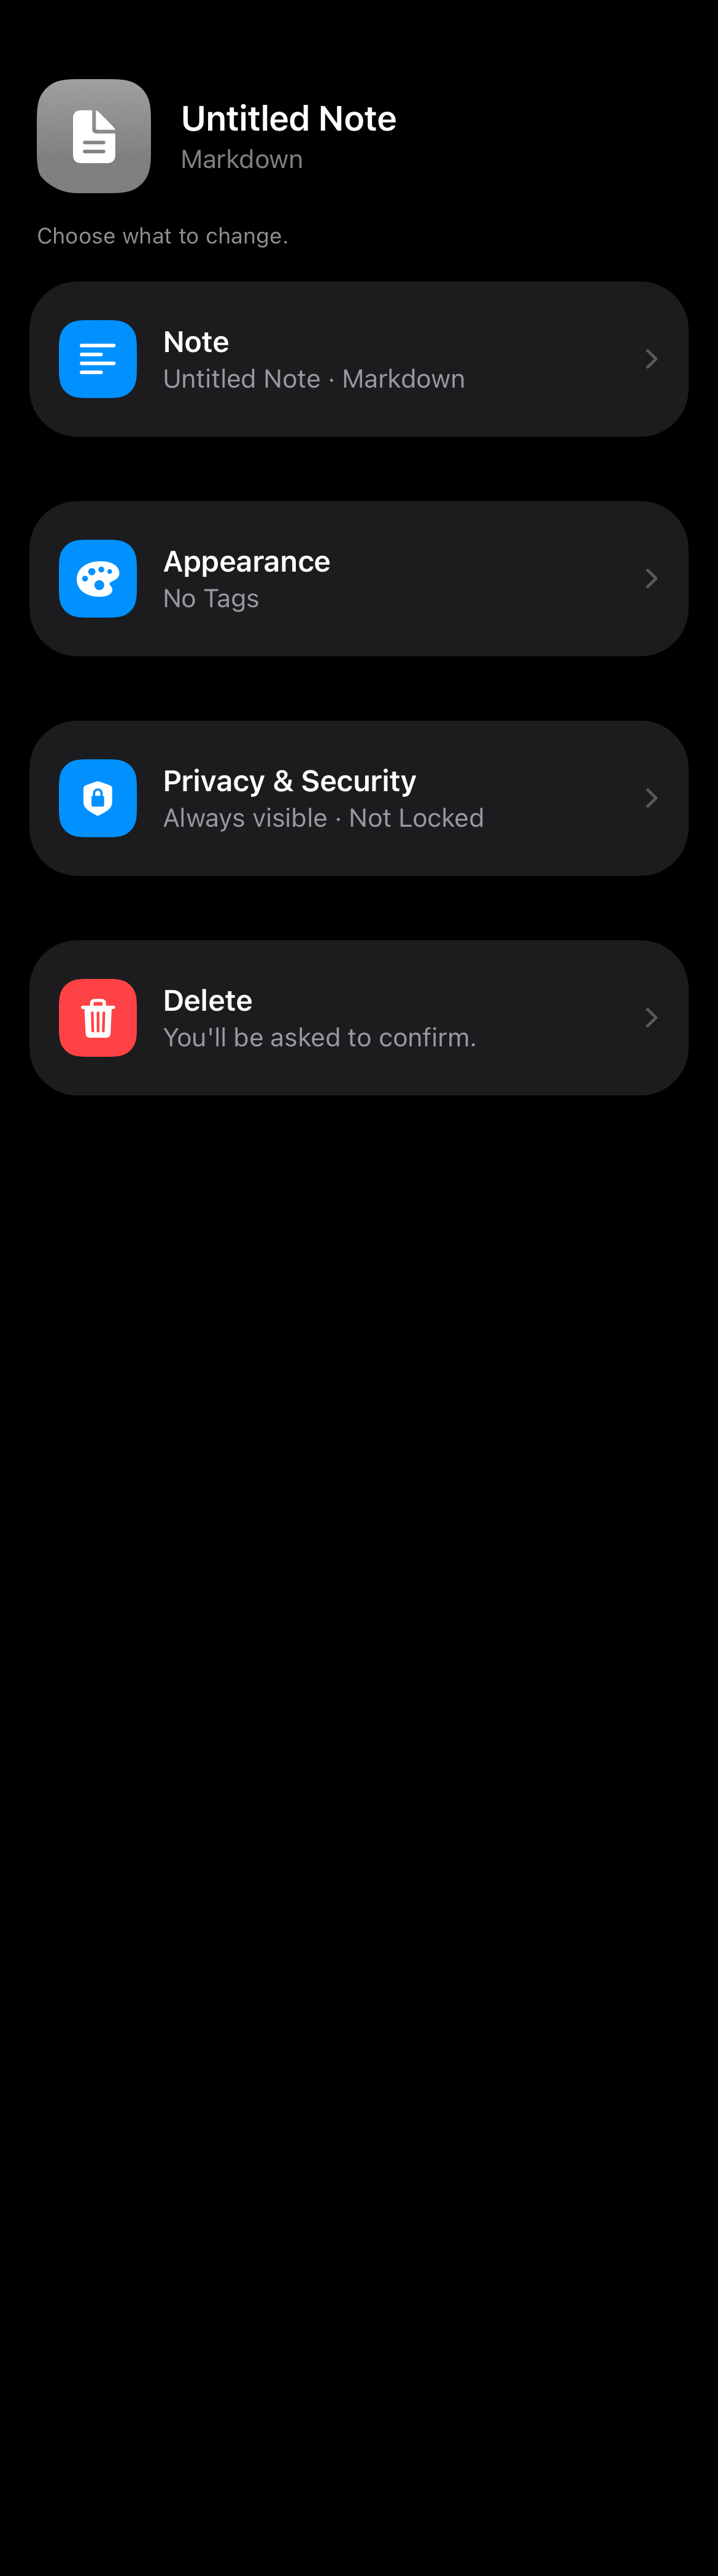 Untitled Note
Markdown
Choose what to change.
Note
Untitled Note · Markdown
Appearance
No Tags
Privacy & Security
Always visible · Not Locked
Delete
You'll be asked to confirm.